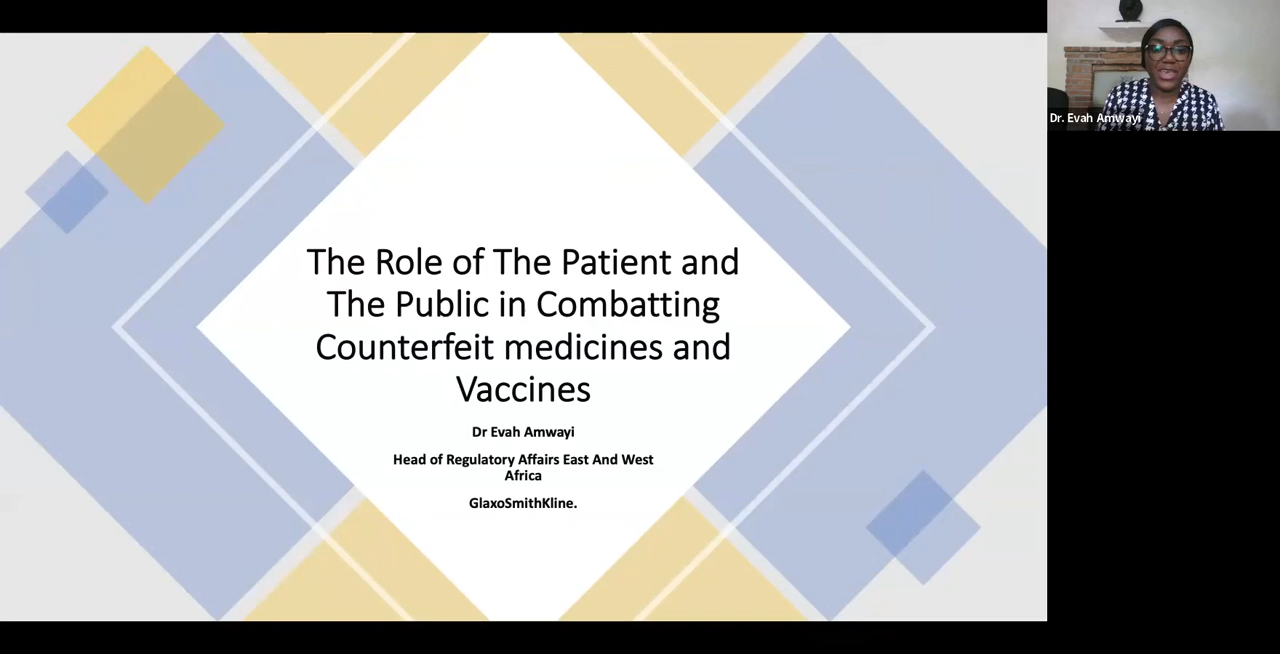 The Role of The Patient and
The Public in Combatting
Counterfeit medicines and
Vaccines
Dr Evah Amwayi
Head of Regulatory Affairs East And West
Africa
GlaxoSmithKline.
Dr. Evah Amwayi